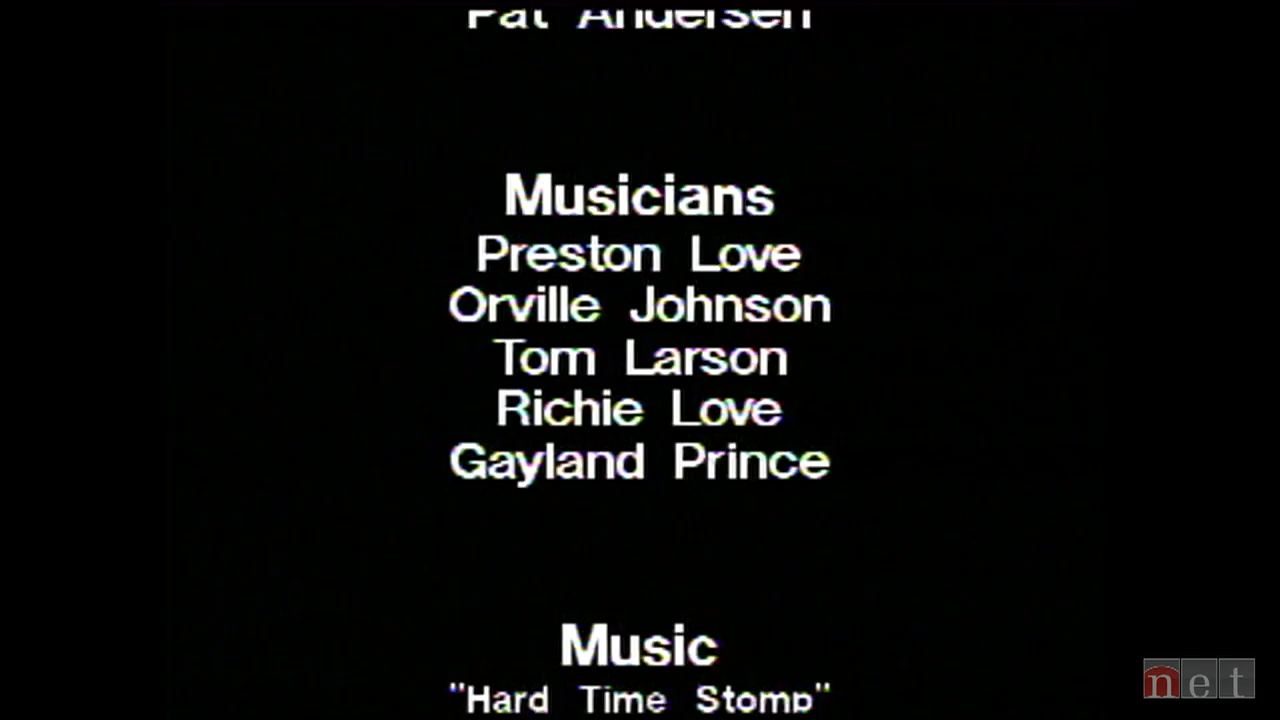 Pat Andersen
Musicians
Preston Love
Orville Johnson
Tom Larson
Richie Love
Gayland Prince
Music
"Hard Time Stomp"
net